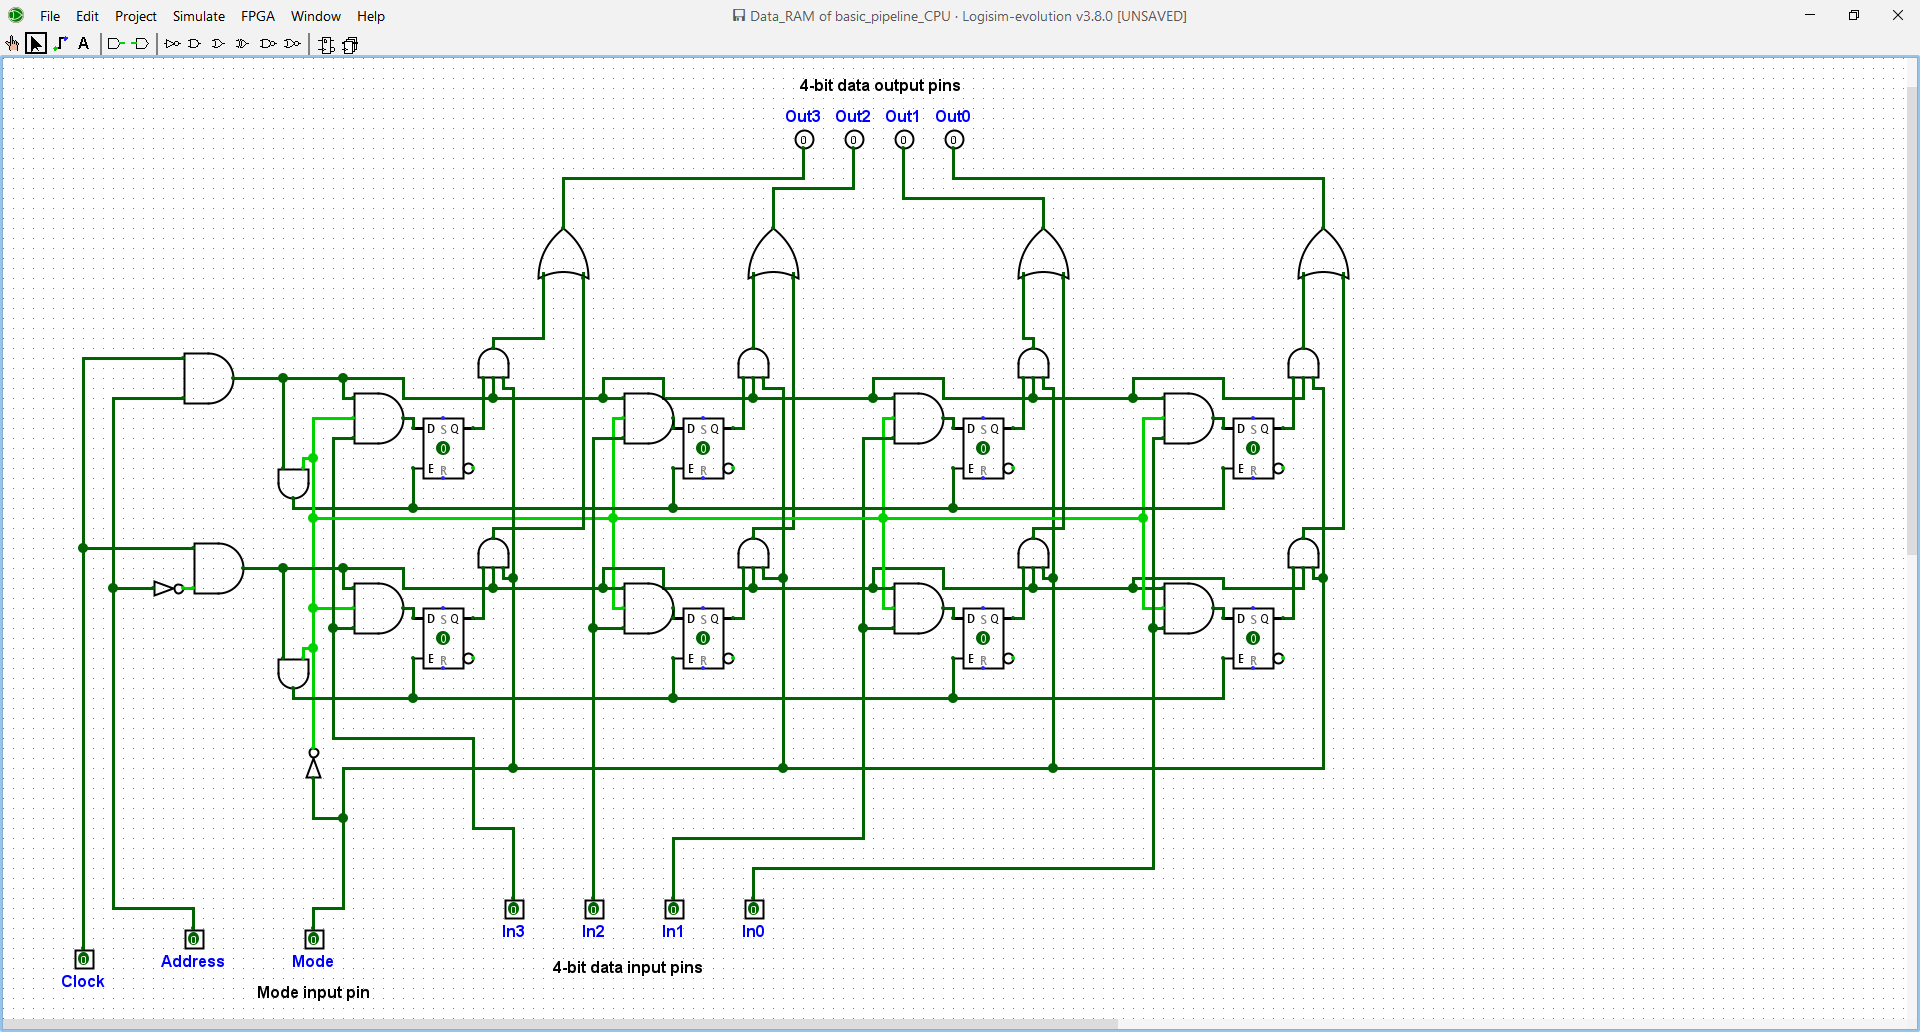 File Edit Project Simulate FPGA Window Help
Data_RAM of basic_pipeline_CPU · Logisim-evolution v3.8.0 [UNSAVED]
A
4-bit data output pins
Out3 Out2 Out1 Out0
0 0 0 0
D S Q D S Q D S Q D S Q
0 0 0 0
E R E R E R E R
D S Q D S Q D S Q D S Q
0 0 0 0
E R E R E R E R
0 0 0 0
In3 In2 In1 In0
0 0
Address Mode
0
Clock
4-bit data input pins
Mode input pin